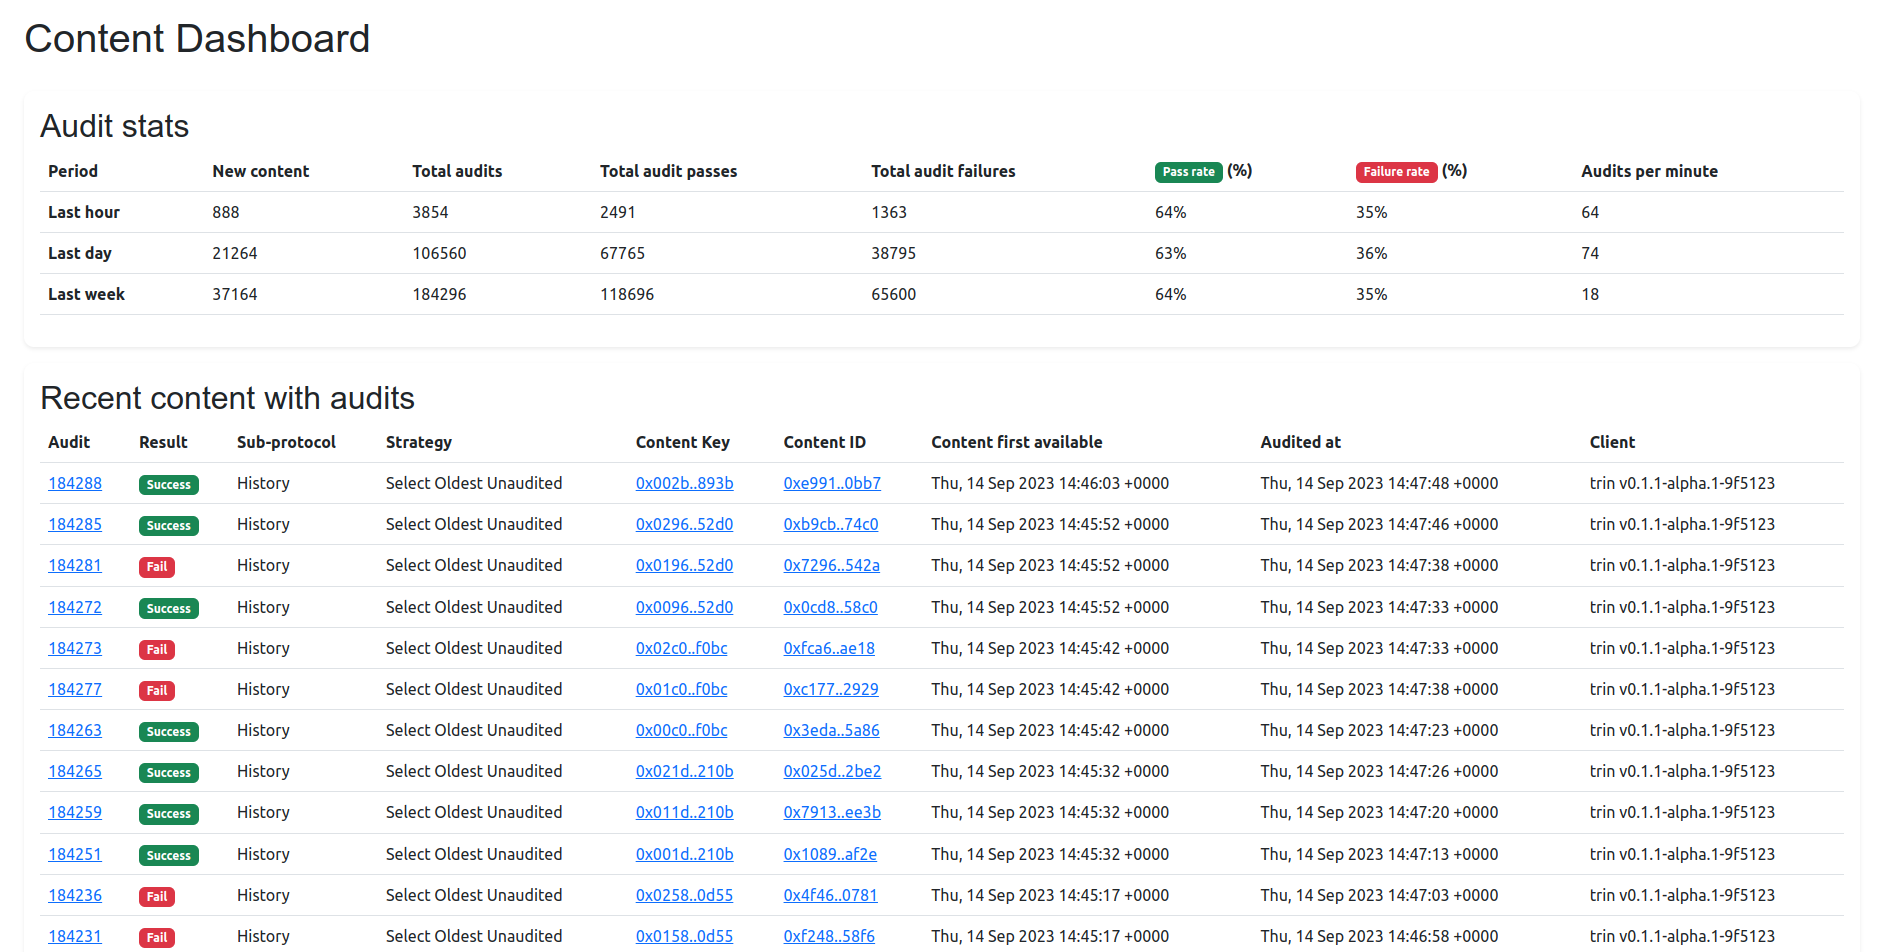 Content Dashboard
Audit stats
Period New content Total audits Total audit passes Total audit failures Pass rate (%) Failure rate (%) Audits per minute
Last hour 888 3854 2491 1363 64% 35% 64
Last day 21264 106560 67765 38795 63% 36% 74
Last week 37164 184296 118696 65600 64% 35% 18
Recent content with audits
Audit Result Sub-protocol Strategy Content Key Content ID Content first available Audited at Client
184288 Success History Select Oldest Unaudited 0x002b..893b 0xe991..0bb7 Thu, 14 Sep 2023 14:46:03 +0000 Thu, 14 Sep 2023 14:47:48 +0000 trin v0.1.1-alpha.1-9f5123
184285 Success History Select Oldest Unaudited 0x0296..52d0 0xb9cb..74c0 Thu, 14 Sep 2023 14:45:52 +0000 Thu, 14 Sep 2023 14:47:46 +0000 trin v0.1.1-alpha.1-9f5123
184281 Fail History Select Oldest Unaudited 0x0196..52d0 0x7296..542a Thu, 14 Sep 2023 14:45:52 +0000 Thu, 14 Sep 2023 14:47:38 +0000 trin v0.1.1-alpha.1-9f5123
184272 Success History Select Oldest Unaudited 0x0096..52d0 0x0cd8..58c0 Thu, 14 Sep 2023 14:45:52 +0000 Thu, 14 Sep 2023 14:47:33 +0000 trin v0.1.1-alpha.1-9f5123
184273 Fail History Select Oldest Unaudited 0x02c0..f0bc 0xfca6..ae18 Thu, 14 Sep 2023 14:45:42 +0000 Thu, 14 Sep 2023 14:47:33 +0000 trin v0.1.1-alpha.1-9f5123
184277 Fail History Select Oldest Unaudited 0x01c0..f0bc 0xc177..2929 Thu, 14 Sep 2023 14:45:42 +0000 Thu, 14 Sep 2023 14:47:38 +0000 trin v0.1.1-alpha.1-9f5123
184263 Success History Select Oldest Unaudited 0x00c0..f0bc 0x3eda..5a86 Thu, 14 Sep 2023 14:45:42 +0000 Thu, 14 Sep 2023 14:47:23 +0000 trin v0.1.1-alpha.1-9f5123
184265 Success History Select Oldest Unaudited 0x021d..210b 0x025d..2be2 Thu, 14 Sep 2023 14:45:32 +0000 Thu, 14 Sep 2023 14:47:26 +0000 trin v0.1.1-alpha.1-9f5123
184259 Success History Select Oldest Unaudited 0x011d..210b 0x7913..ee3b Thu, 14 Sep 2023 14:45:32 +0000 Thu, 14 Sep 2023 14:47:20 +0000 trin v0.1.1-alpha.1-9f5123
184251 Success History Select Oldest Unaudited 0x001d..210b 0x1089..af2e Thu, 14 Sep 2023 14:45:32 +0000 Thu, 14 Sep 2023 14:47:13 +0000 trin v0.1.1-alpha.1-9f5123
184236 Fail History Select Oldest Unaudited 0x0258..0d55 0x4f46..0781 Thu, 14 Sep 2023 14:45:17 +0000 Thu, 14 Sep 2023 14:47:03 +0000 trin v0.1.1-alpha.1-9f5123
184231 Fail History Select Oldest Unaudited 0x0158..0d55 0xf248..58f6 Thu, 14 Sep 2023 14:45:17 +0000 Thu, 14 Sep 2023 14:46:58 +0000 trin v0.1.1-alpha.1-9f5123